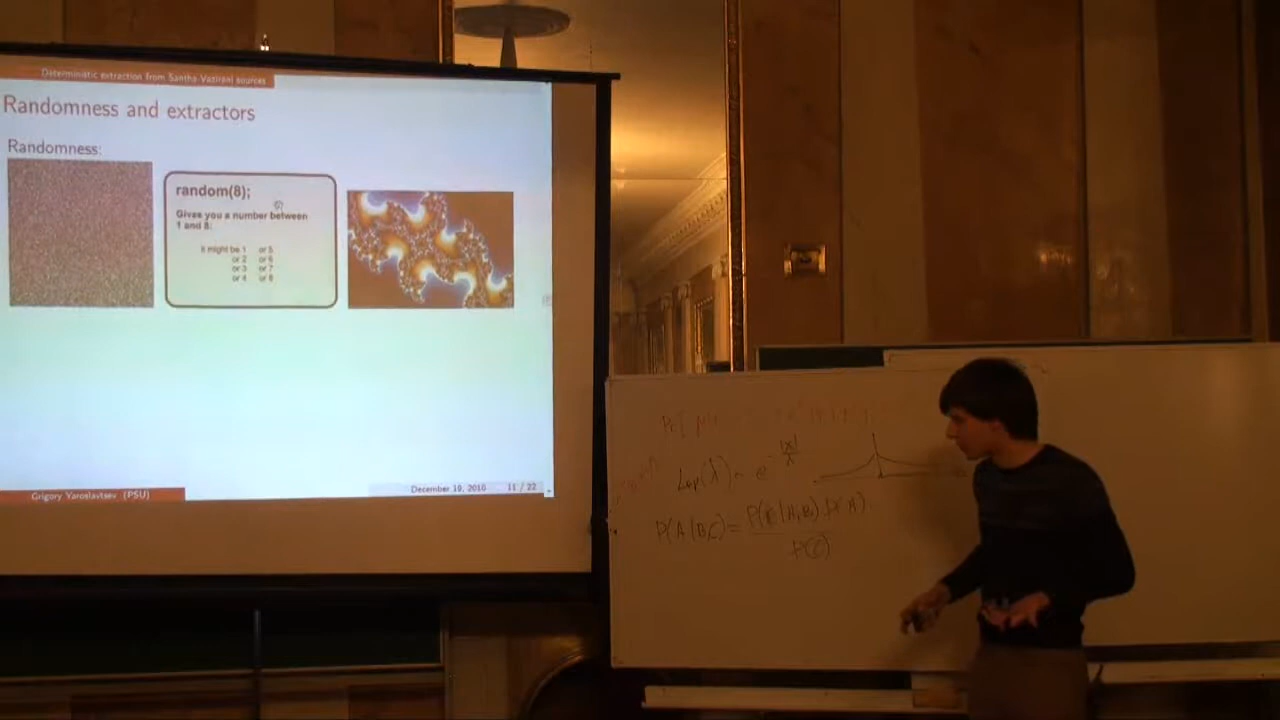 Deterministic extraction from Santha-Vazirani sources
Randomness and extractors
Randomness:
random(8);
Gives you a number between
1 and 8:
it might be 1 or 5
or 2 or 6
or 3 or 7
or 4 or 8
Grigory Yaroslavtsev (PSU)
December 10, 2010 11 / 22
Lap(λ) ~ e^{-|x|/λ}
P(A|B,C) =
P(C)